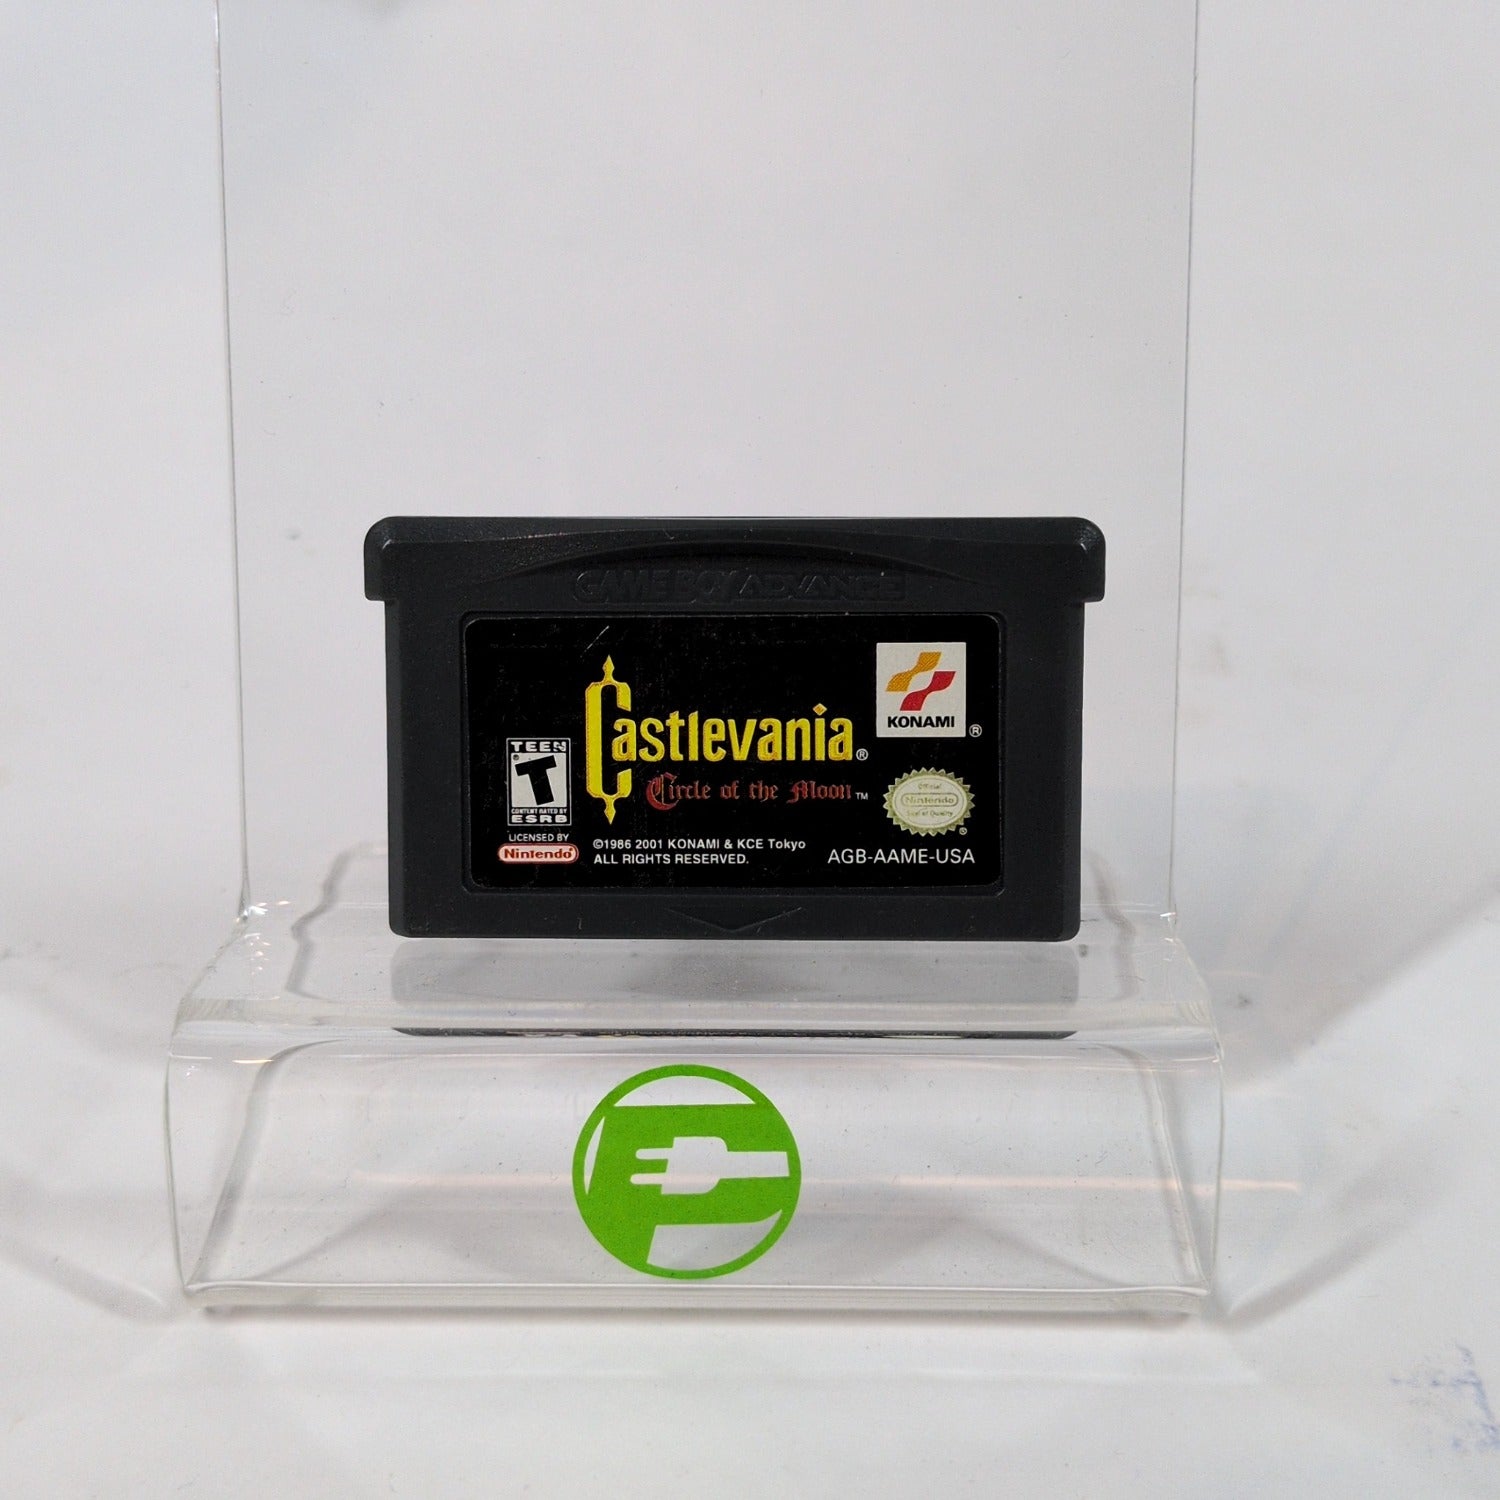 GAME BOY ADVANCE
KONAMI
®
Castlevania®
Circle of the Moon™
TEEN
®
T
CONTENT RATED BY
ESRB
Official
Nintendo
Seal of Quality
®
LICENSED BY
Nintendo®
©1986 2001 KONAMI & KCE Tokyo
ALL RIGHTS RESERVED.
AGB-AAME-USA